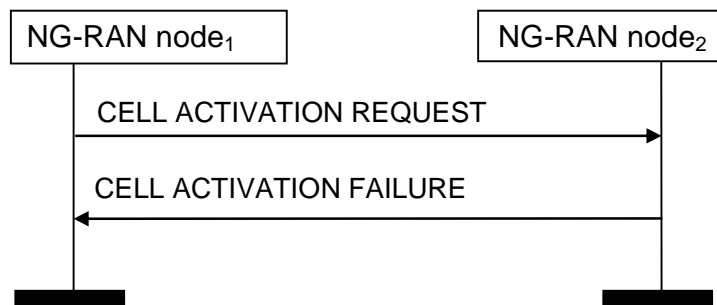 NG-RAN node₁
NG-RAN node₂
CELL ACTIVATION REQUEST
CELL ACTIVATION FAILURE